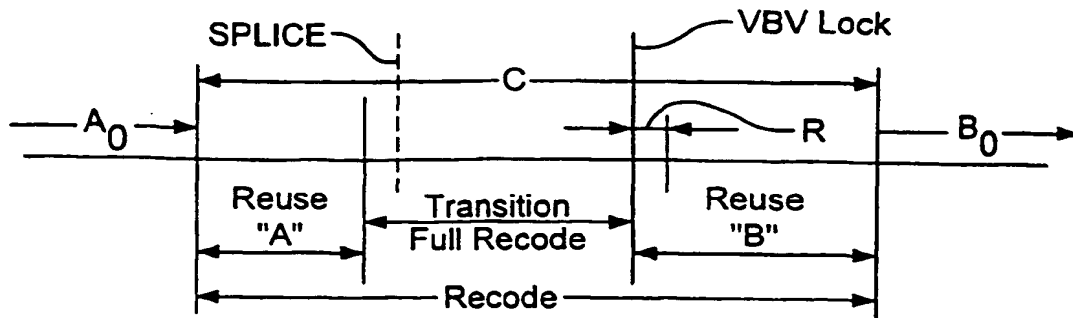 SPLICE
VBV Lock
C
A0
R
B0
Reuse
"A"
Transition
Full Recode
Reuse
"B"
Recode